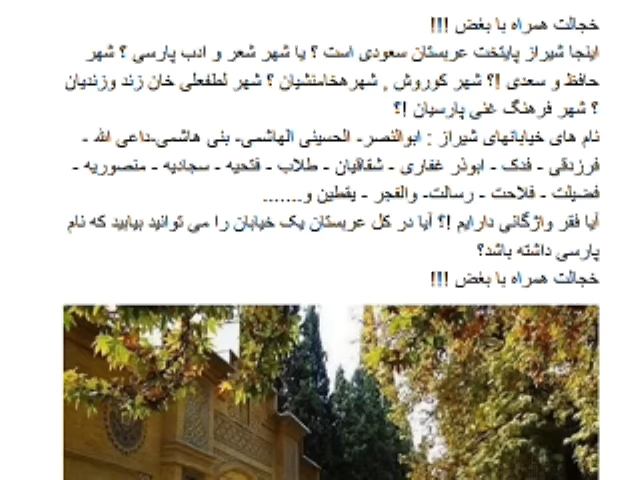 خجالت همراه با بغض !!!
اینجا شیراز پایتخت عربستان سعودی است ؟ یا شهر شعر و ادب پارسی ؟ شهر
حافظ و سعدی !؟ شهر کوروش , شهرهخامنشیان ؟ شهر لطفعلی خان زند وزندیان
؟ شهر فرهنگ غنی پارسیان !؟
نام های خیابانهای شیراز : ابوالنصر- الحسینی الهاشمی- بنی هاشمی-داعی الله -
فرزدقی - فدک - ابوذر غفاری - شقاقیان - طلاب - فتحیه - سجادیه - منصوریه -
فضیلت - فلاحت - رسالت- والفجر - یقطین و.......
آیا فقر واژگانی دارایم !؟ آیا در کل عربستان یک خیابان را می توانید بیابید که نام
پارسی داشته باشد؟
خجالت همراه با بغض !!!